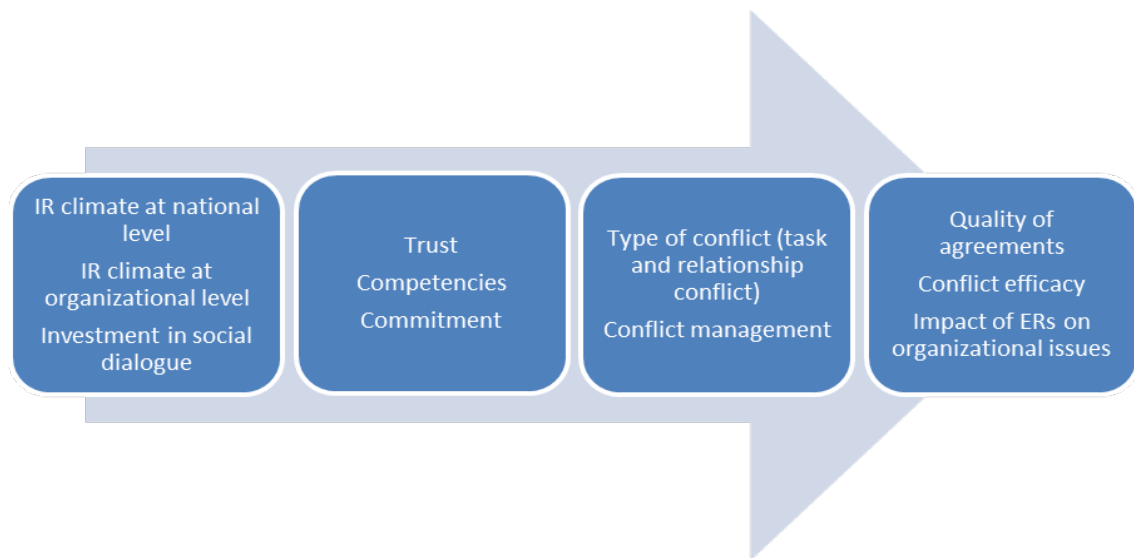 IR climate at national
level
IR climate at
organizational level
Investment in social
dialogue
Trust
Competencies
Commitment
Type of conflict (task
and relationship
conflict)
Conflict management
Quality of
agreements
Conflict efficacy
Impact of ERs on
organizational issues